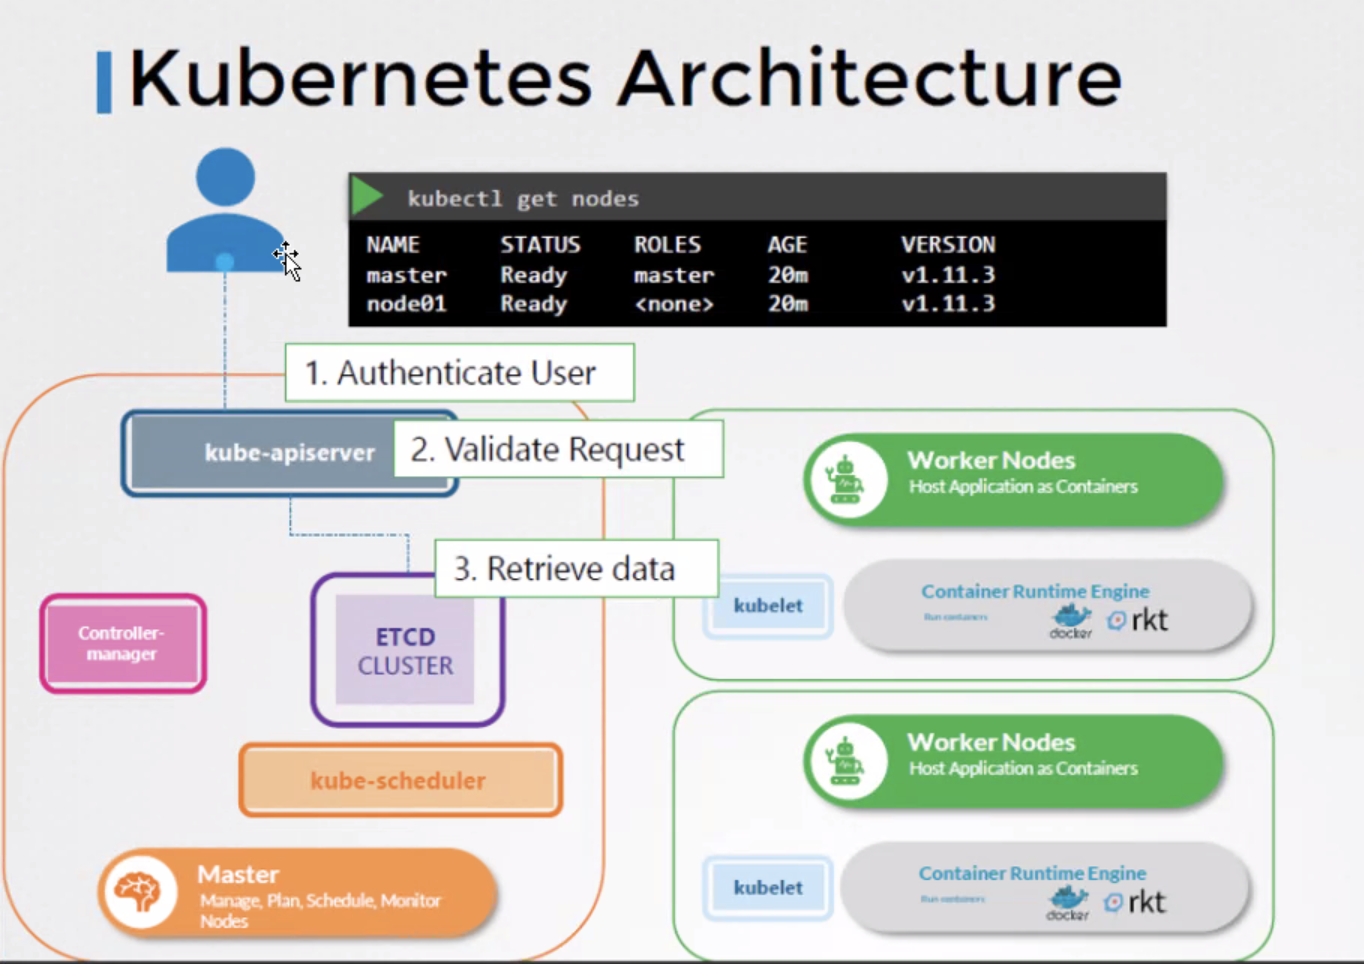 Kubernetes Architecture
kubectl get nodes
NAME STATUS ROLES AGE VERSION
master Ready master 20m v1.11.3
node01 Ready <none> 20m v1.11.3
1. Authenticate User
kube-apiserver
2. Validate Request
3. Retrieve data
Controller-
manager
ETCD
CLUSTER
kube-scheduler
Master
Manage, Plan, Schedule, Monitor
Nodes
Worker Nodes
Host Application as Containers
kubelet
Container Runtime Engine
Run containers
docker
rkt
Worker Nodes
Host Application as Containers
kubelet
Container Runtime Engine
Run containers
docker
rkt